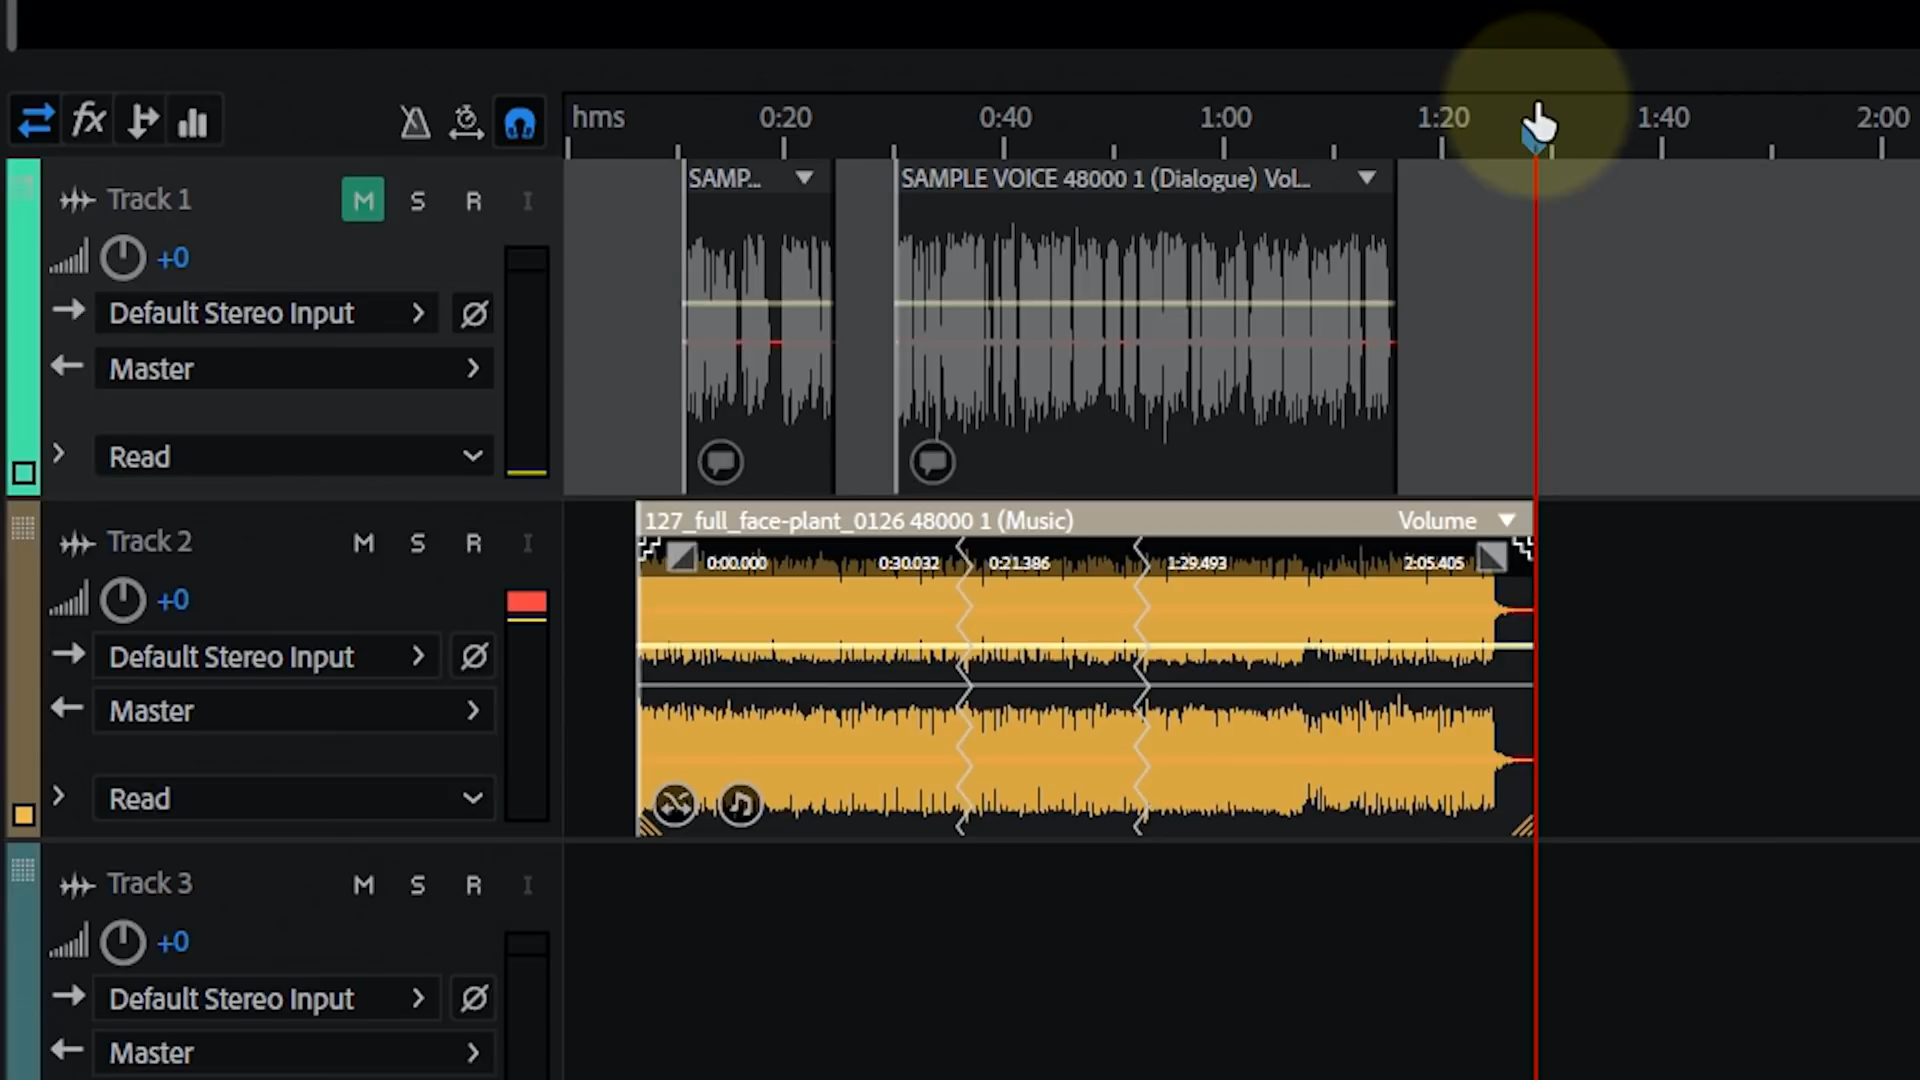 fx
hms 0:20 0:40 1:00 1:20 1:40 2:00
Track 1 M S R I
SAMP... SAMPLE VOICE 48000 1 (Dialogue) Vol...
+0
Default Stereo Input
Master
Read
127_full_face-plant_0126 48000 1 (Music) Volume
Track 2 M S R I
0:00.000 0:30.032 0:21.386 1:29.493 2:05.405
+0
Default Stereo Input
Master
Read
Track 3 M S R I
+0
Default Stereo Input
Master